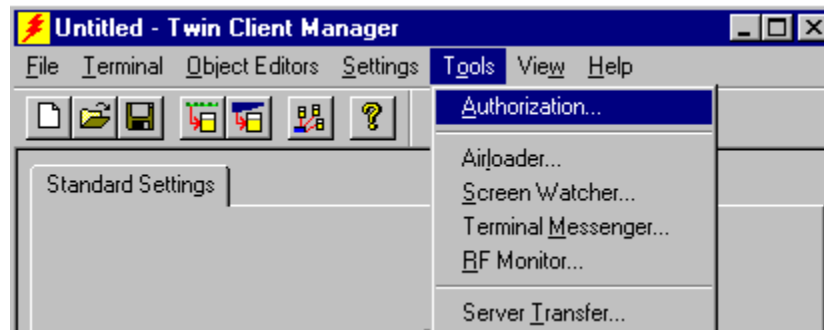 Untitled - Twin Client Manager
File Terminal Object Editors Settings Tools View Help
Authorization...
Airloader...
Screen Watcher...
Terminal Messenger...
RF Monitor...
Server Transfer...
Standard Settings